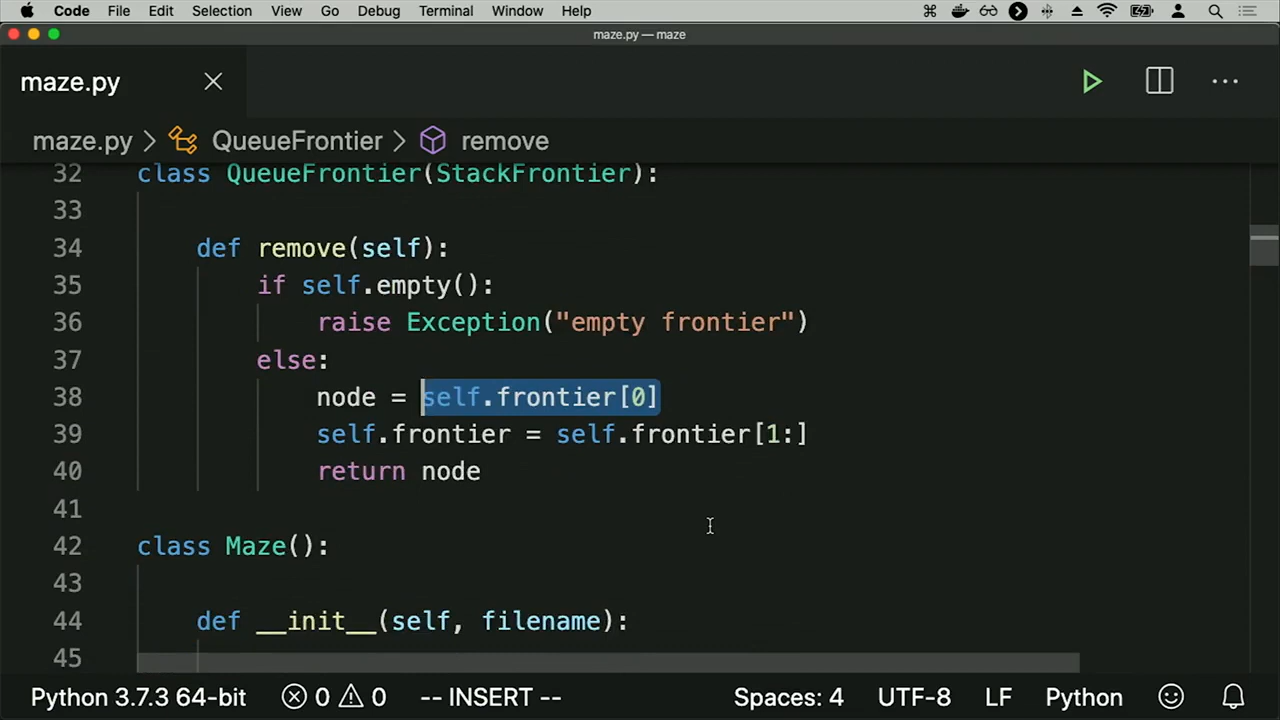 Code File Edit Selection View Go Debug Terminal Window Help
maze.py — maze
maze.py
maze.py > QueueFrontier > remove
32 class QueueFrontier(StackFrontier):
33
34 def remove(self):
35 if self.empty():
36 raise Exception("empty frontier")
37 else:
38 node = self.frontier[0]
39 self.frontier = self.frontier[1:]
40 return node
41
42 class Maze():
43
44 def __init__(self, filename):
45
Python 3.7.3 64-bit 0 0 -- INSERT -- Spaces: 4 UTF-8 LF Python